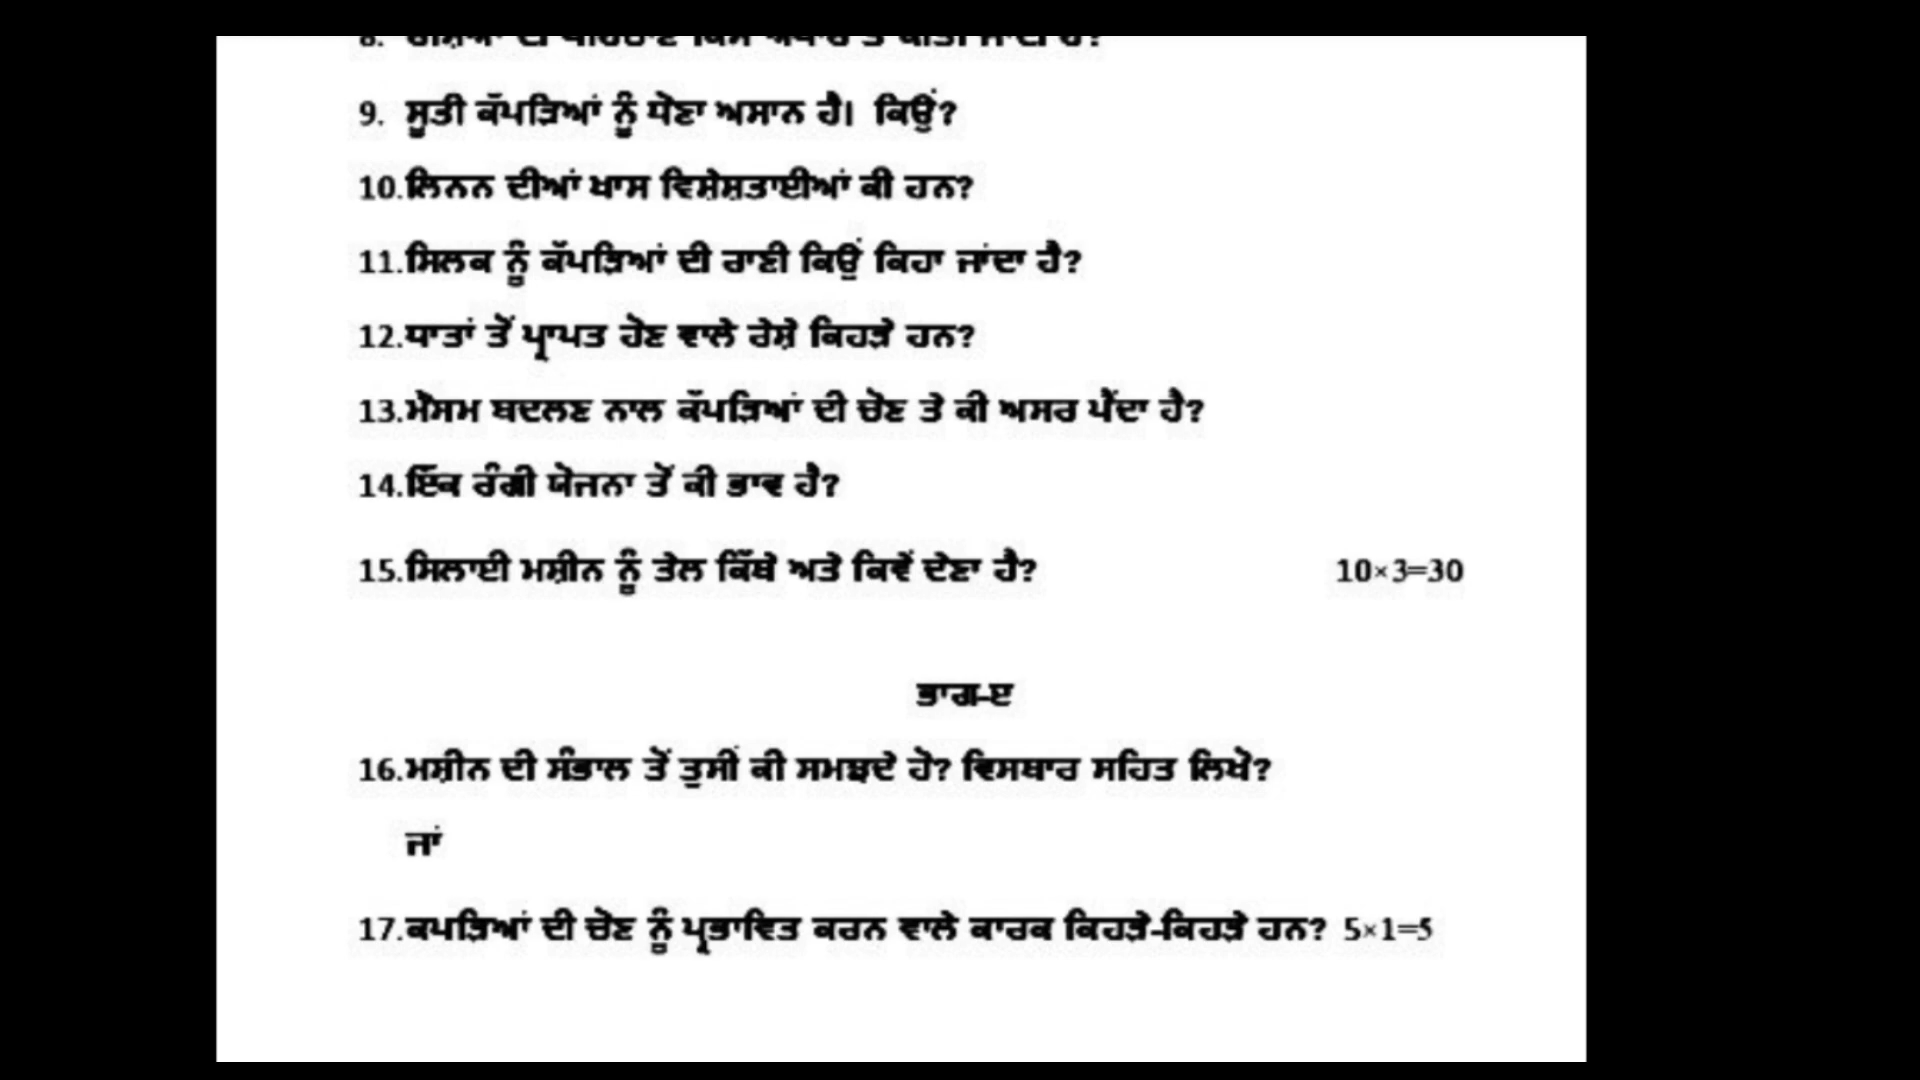 9. ਸੂਤੀ ਕੱਪੜਿਆਂ ਨੂੰ ਧੋਣਾ ਅਸਾਨ ਹੈ। ਕਿਉਂ?
10.ਲਿਨਨ ਦੀਆਂ ਖਾਸ ਵਿਸ਼ੇਸ਼ਤਾਈਆਂ ਕੀ ਹਨ?
11.ਸਿਲਕ ਨੂੰ ਕੱਪੜਿਆਂ ਦੀ ਰਾਣੀ ਕਿਉਂ ਕਿਹਾ ਜਾਂਦਾ ਹੈ?
12.ਧਾਤਾਂ ਤੋਂ ਪ੍ਰਾਪਤ ਹੋਣ ਵਾਲੇ ਰੇਸ਼ੇ ਕਿਹੜੇ ਹਨ?
13.ਮੌਸਮ ਬਦਲਣ ਨਾਲ ਕੱਪੜਿਆਂ ਦੀ ਚੋਣ ਤੇ ਕੀ ਅਸਰ ਪੈਂਦਾ ਹੈ?
14.ਇੱਕ ਰੰਗੀ ਯੋਜਨਾ ਤੋਂ ਕੀ ਭਾਵ ਹੈ?
15.ਸਿਲਾਈ ਮਸ਼ੀਨ ਨੂੰ ਤੇਲ ਕਿੱਥੇ ਅਤੇ ਕਿਵੇਂ ਦੇਣਾ ਹੈ? 10×3=30
ਭਾਗ-ਏ
16.ਮਸ਼ੀਨ ਦੀ ਸੰਭਾਲ ਤੋਂ ਤੁਸੀਂ ਕੀ ਸਮਝਦੇ ਹੋ? ਵਿਸਥਾਰ ਸਹਿਤ ਲਿਖੋ?
ਜਾਂ
17.ਕਪੜਿਆਂ ਦੀ ਚੋਣ ਨੂੰ ਪ੍ਰਭਾਵਿਤ ਕਰਨ ਵਾਲੇ ਕਾਰਕ ਕਿਹੜੇ-ਕਿਹੜੇ ਹਨ? 5×1=5